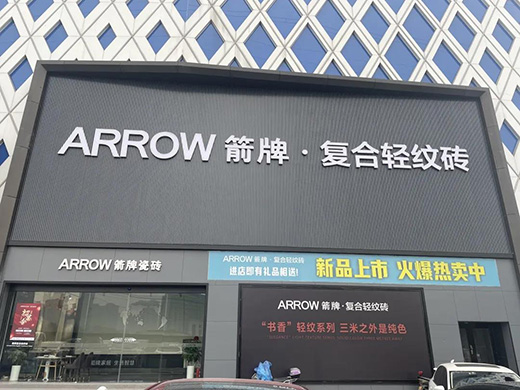 ARROW 箭牌·复合轻纹砖
ARROW 箭牌瓷砖
ARROW 箭牌·复合轻纹砖
进店即有礼品相送!
新品上市 火爆热卖中
ARROW 箭牌·复合轻纹砖
“书香”轻纹系列 三米之外是纯色